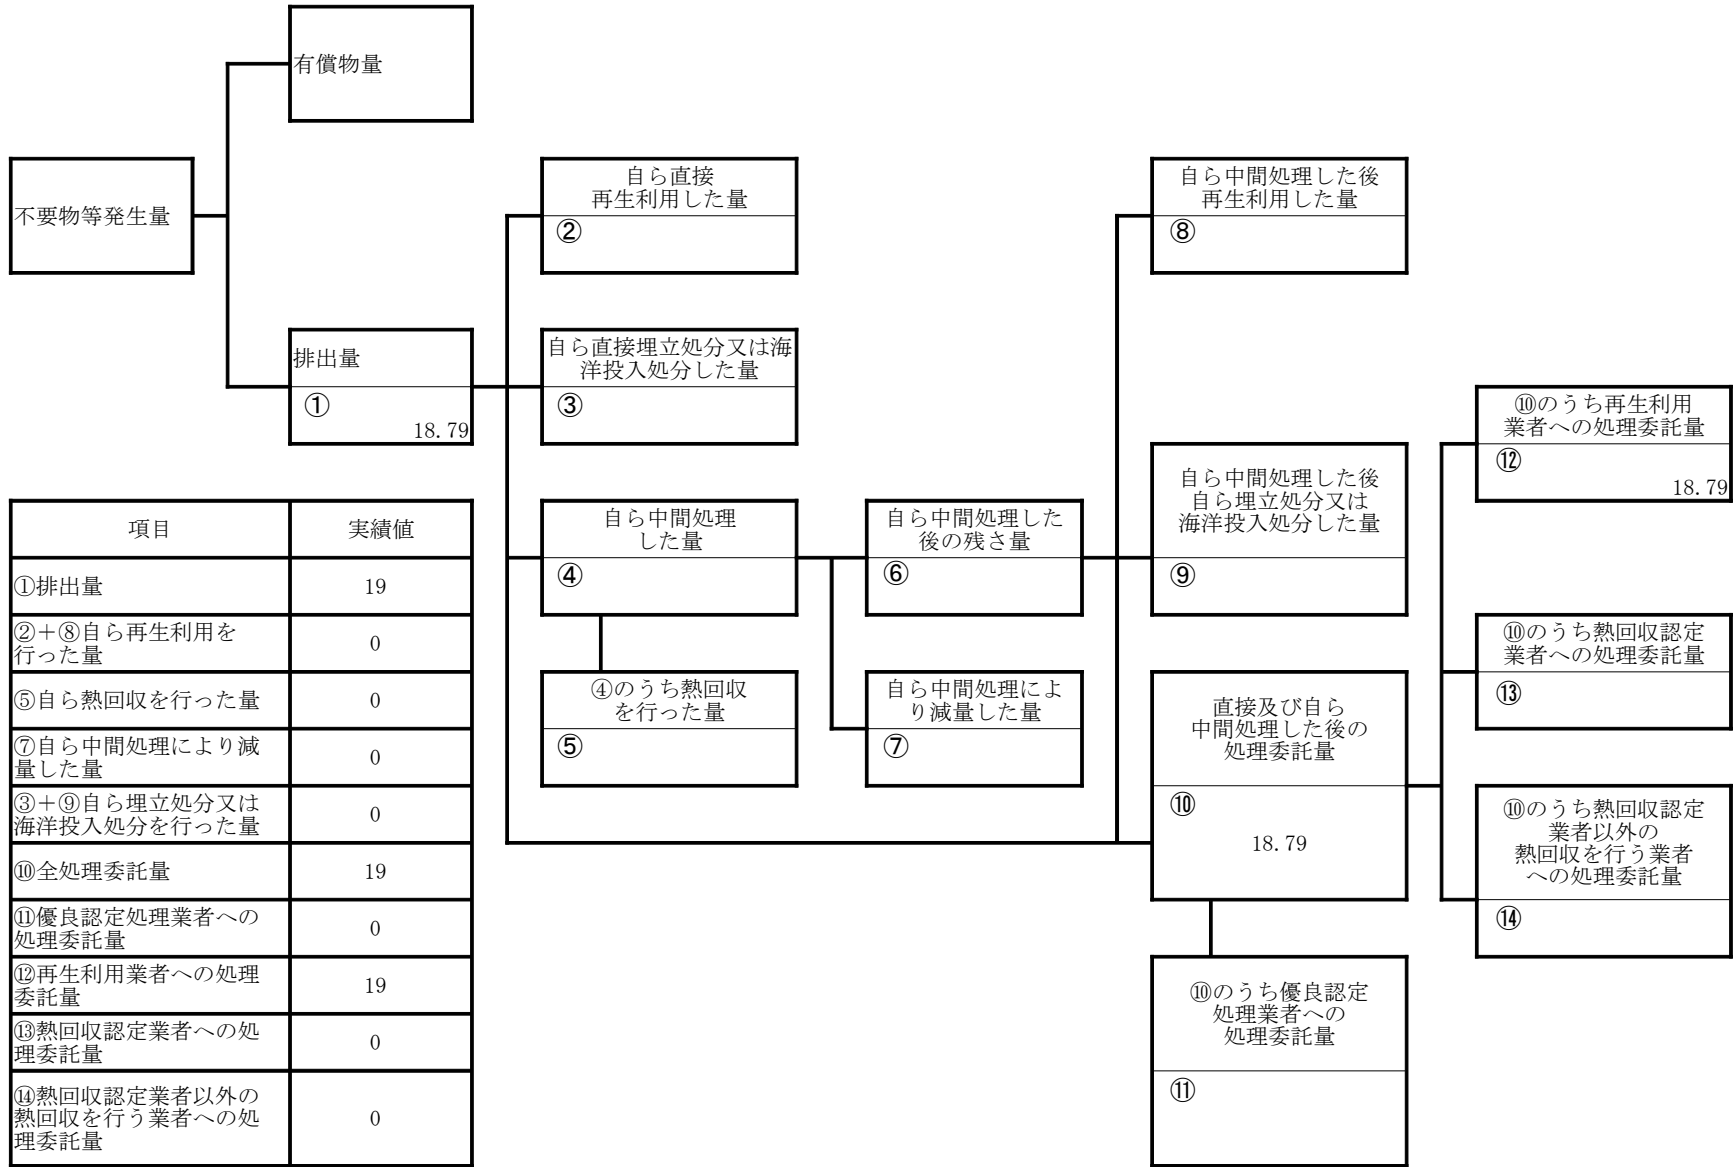 有償物量
不要物等発生量
自ら直接
再生利用した量
②
自ら中間処理した後
再生利用した量
⑧
排出量
①
18.79
自ら直接埋立処分又は海
洋投入処分した量
③
⑩のうち再生利用
業者への処理委託量
⑫
18.79
自ら中間処理した後
自ら埋立処分又は
海洋投入処分した量
⑨
自ら中間処理
した量
④
自ら中間処理した
後の残さ量
⑥
⑩のうち熱回収認定
業者への処理委託量
⑬
④のうち熱回収
を行った量
⑤
自ら中間処理によ
り減量した量
⑦
直接及び自ら
中間処理した後の
処理委託量
⑩
18.79
⑩のうち熱回収認定
業者以外の
熱回収を行う業者
への処理委託量
⑭
⑩のうち優良認定
処理業者への
処理委託量
⑪
項目 実績値
①排出量 19
②＋⑧自ら再生利用を
行った量 0
⑤自ら熱回収を行った量 0
⑦自ら中間処理により減
量した量 0
③＋⑨自ら埋立処分又は
海洋投入処分を行った量 0
⑩全処理委託量 19
⑪優良認定処理業者への
処理委託量 0
⑫再生利用業者への処理
委託量 19
⑬熱回収認定業者への処
理委託量 0
⑭熱回収認定業者以外の
熱回収を行う業者への処
理委託量 0